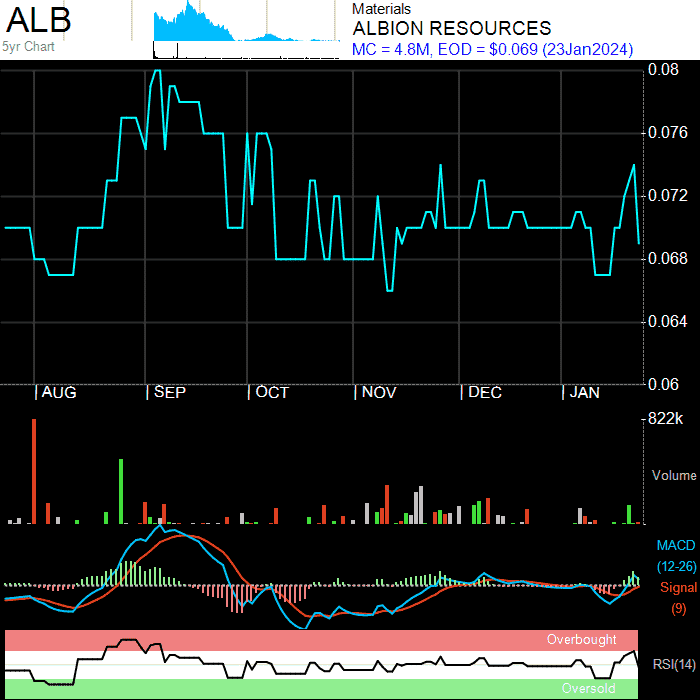 ALB
5yr Chart
Materials
ALBION RESOURCES
MC = 4.8M, EOD = $0.069 (23Jan2024)
0.08
0.076
0.072
0.068
0.064
0.06
AUG SEP OCT NOV DEC JAN
822k
Volume
MACD
(12-26)
Signal
(9)
Overbought
RSI(14)
Oversold